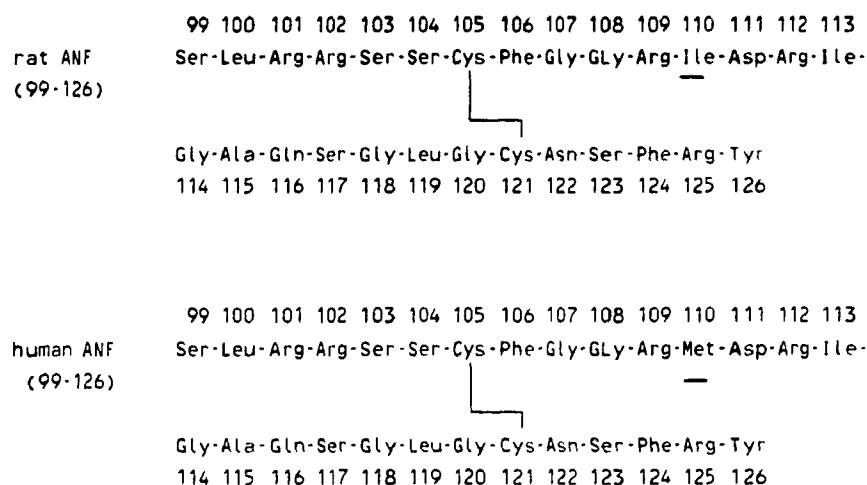 99 100 101 102 103 104 105 106 107 108 109 110 111 112 113
rat ANF Ser-Leu-Arg-Arg-Ser-Ser-Cys-Phe-Gly-GLy-Arg-Ile-Asp-Arg-Ile-
(99-126)
Gly-Ala-Gln-Ser-Gly-Leu-Gly-Cys-Asn-Ser-Phe-Arg-Tyr
114 115 116 117 118 119 120 121 122 123 124 125 126
99 100 101 102 103 104 105 106 107 108 109 110 111 112 113
human ANF Ser-Leu-Arg-Arg-Ser-Ser-Cys-Phe-Gly-GLy-Arg-Met-Asp-Arg-Ile-
(99-126)
Gly-Ala-Gln-Ser-Gly-Leu-Gly-Cys-Asn-Ser-Phe-Arg-Tyr
114 115 116 117 118 119 120 121 122 123 124 125 126